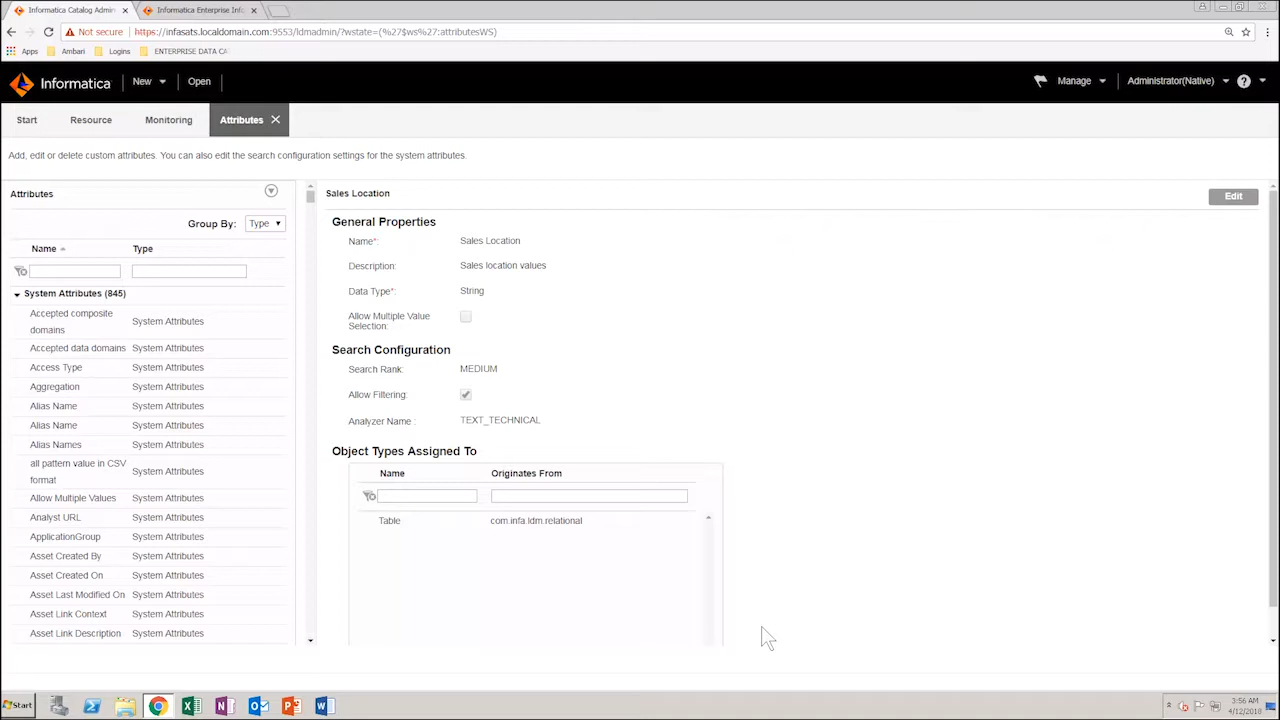 Informatica Catalog Admin
Informatica Enterprise Info
Not secure
https://infasats.localdomain.com:9553/ldmadmin/?wstate=(%27$ws%27:attributesWS)
Apps Ambari Logins ENTERPRISE DATA CA
Informatica New Open Manage Administrator(Native) ?
Start Resource Monitoring Attributes
Add, edit or delete custom attributes. You can also edit the search configuration settings for the system attributes.
Attributes
Group By: Type
Name Type
System Attributes (845)
Accepted composite domains System Attributes
Accepted data domains System Attributes
Access Type System Attributes
Aggregation System Attributes
Alias Name System Attributes
Alias Name System Attributes
Alias Names System Attributes
all pattern value in CSV format System Attributes
Allow Multiple Values System Attributes
Analyst URL System Attributes
ApplicationGroup System Attributes
Asset Created By System Attributes
Asset Created On System Attributes
Asset Last Modified On System Attributes
Asset Link Context System Attributes
Asset Link Description System Attributes
Sales Location
Edit
General Properties
Name*: Sales Location
Description: Sales location values
Data Type*: String
Allow Multiple Value
Selection:
Search Configuration
Search Rank: MEDIUM
Allow Filtering:
Analyzer Name : TEXT_TECHNICAL
Object Types Assigned To
Name Originates From
Table com.infa.ldm.relational
Start
3:56 AM
4/12/2018